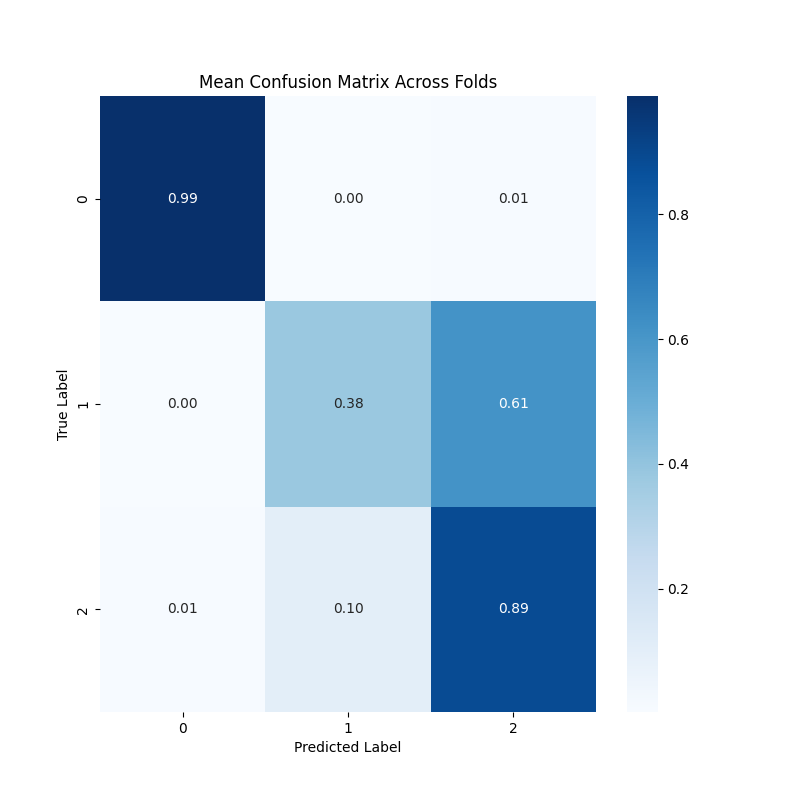 Mean Confusion Matrix Across Folds
0 0.99 0.00 0.01
1 0.00 0.38 0.61
2 0.01 0.10 0.89
0 1 2
Predicted Label
True Label
0.8
0.6
0.4
0.2